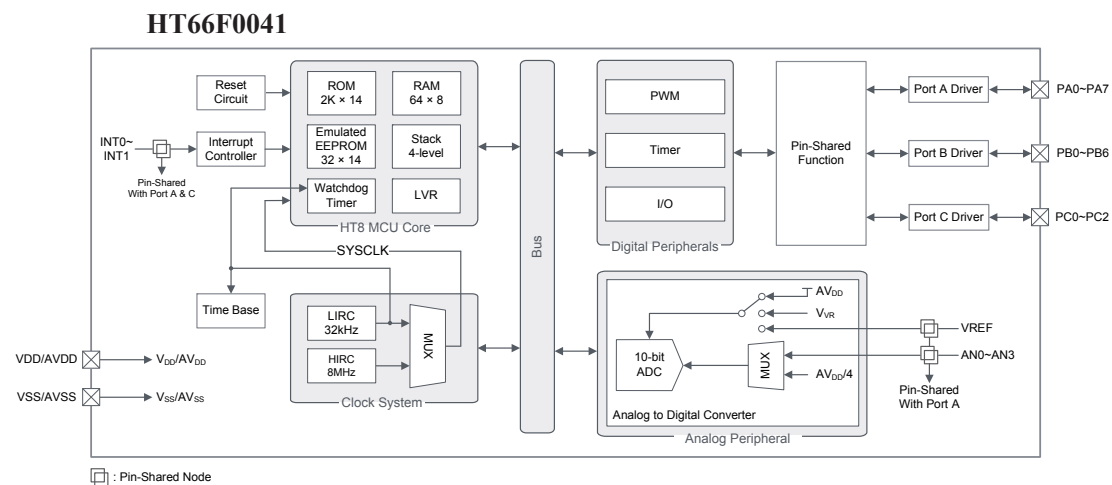 HT66F0041
Reset
Circuit
INT0~
INT1
Interrupt
Controller
Pin-Shared
With Port A & C
ROM
2K × 14
RAM
64 × 8
Emulated
EEPROM
32 × 14
Stack
4-level
Watchdog
Timer
LVR
HT8 MCU Core
SYSCLK
Time Base
LIRC
32kHz
HIRC
8MHz
MUX
Clock System
VDD/AVDD
VDD/AVDD
VSS/AVSS
VSS/AVSS
Bus
PWM
Timer
I/O
Digital Peripherals
Pin-Shared
Function
Port A Driver
PA0~PA7
Port B Driver
PB0~PB6
Port C Driver
PC0~PC2
AVDD
VVR
VREF
10-bit
ADC
MUX
AN0~AN3
AVDD/4
Pin-Shared
With Port A
Analog to Digital Converter
Analog Peripheral
: Pin-Shared Node